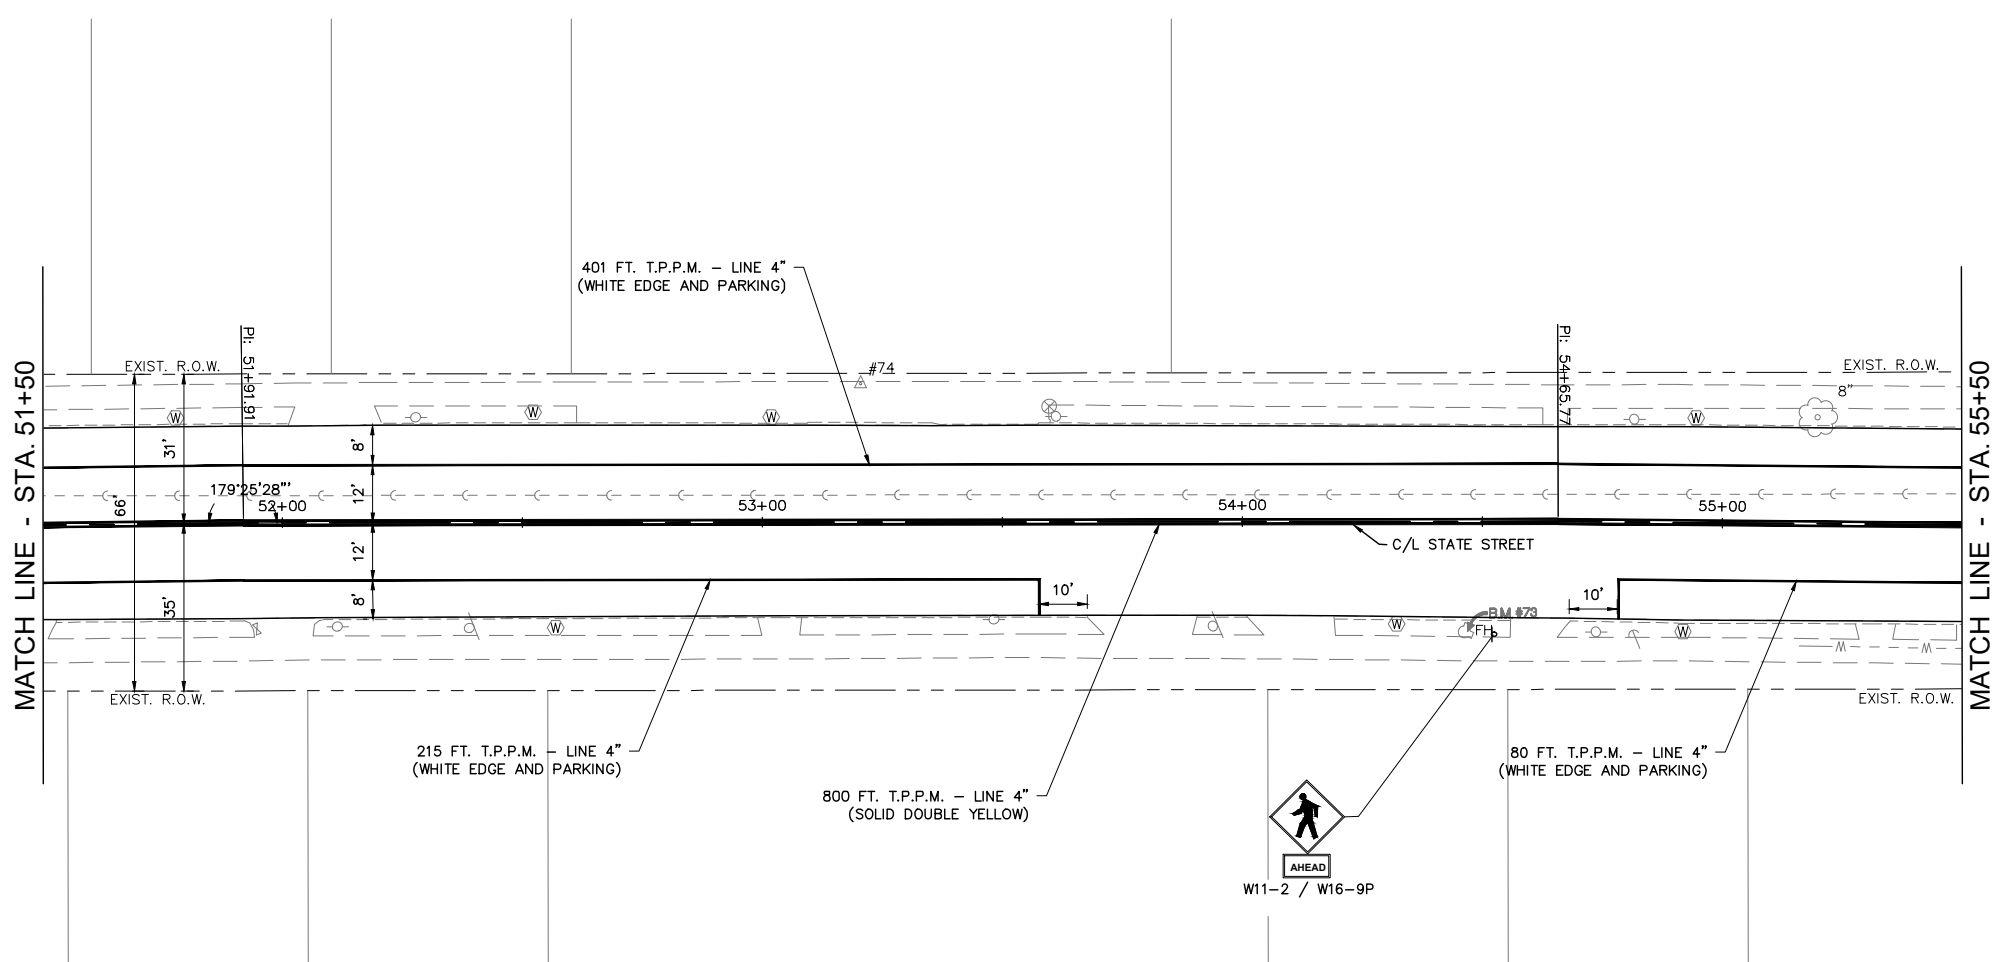 401 FT. T.P.P.M. – LINE 4"
(WHITE EDGE AND PARKING)
MATCH LINE - STA. 51+50
EXIST. R.O.W.
PI: 51+91.91
#74
PI: 54+65.77
EXIST. R.O.W.
8"
MATCH LINE - STA. 55+50
W
W
W
W
31'
8'
66'
179°25'28"'
12'
52+00
53+00
54+00
55+00
C/L STATE STREET
12'
35'
8'
10'
10'
B.M #73
FH
W
W
W
EXIST. R.O.W.
EXIST. R.O.W.
215 FT. T.P.P.M. – LINE 4"
(WHITE EDGE AND PARKING)
80 FT. T.P.P.M. – LINE 4"
(WHITE EDGE AND PARKING)
800 FT. T.P.P.M. – LINE 4"
(SOLID DOUBLE YELLOW)
AHEAD
W11-2 / W16-9P